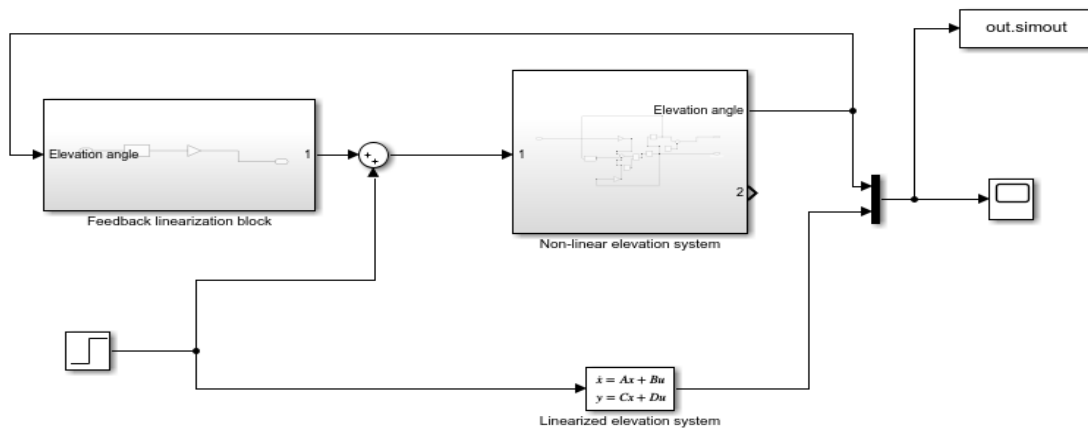 out.simout
Elevation angle
1
Feedback linearization block
++
1
Elevation angle
2
Non-linear elevation system
ẋ = Ax + Bu
y = Cx + Du
Linearized elevation system